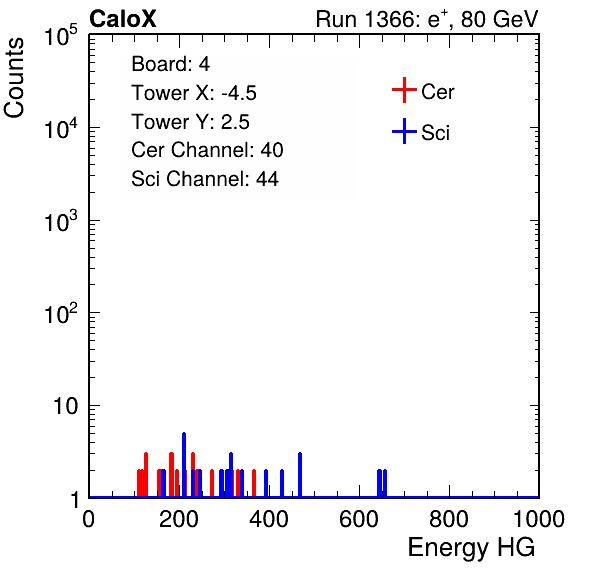 CaloX Run 1366: e⁺, 80 GeV
Counts
10⁵
10⁴
10³
10²
10
1
Board: 4
Tower X: -4.5
Tower Y: 2.5
Cer Channel: 40
Sci Channel: 44
Cer
Sci
0 200 400 600 800 1000
Energy HG